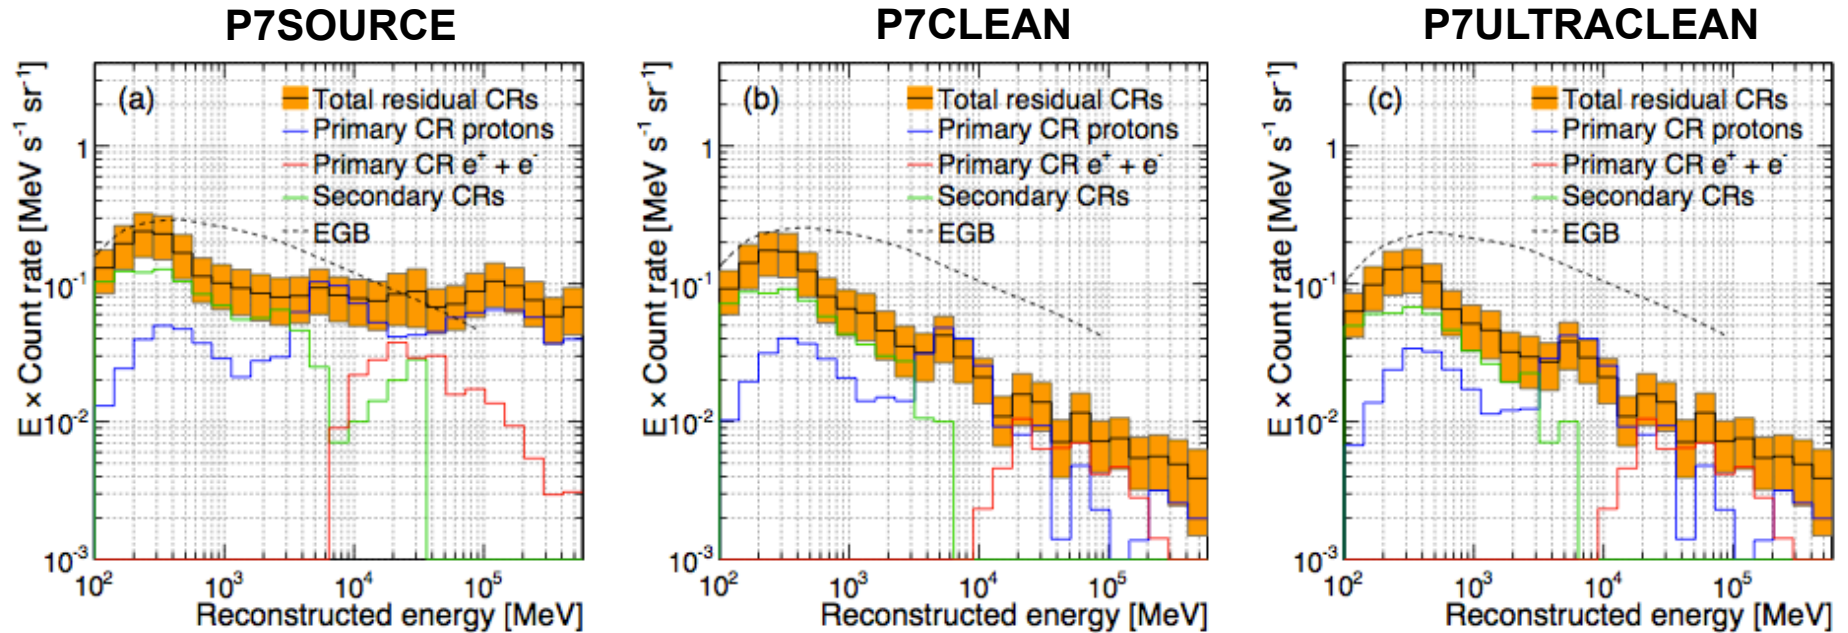 P7SOURCE
E × Count rate [MeV s⁻¹ sr⁻¹]
(a)
Total residual CRs
Primary CR protons
Primary CR e⁺ + e⁻
Secondary CRs
EGB
1
10⁻¹
10⁻²
10⁻³
10² 10³ 10⁴ 10⁵
Reconstructed energy [MeV]
P7CLEAN
E × Count rate [MeV s⁻¹ sr⁻¹]
(b)
Total residual CRs
Primary CR protons
Primary CR e⁺ + e⁻
Secondary CRs
EGB
1
10⁻¹
10⁻²
10⁻³
10² 10³ 10⁴ 10⁵
Reconstructed energy [MeV]
P7ULTRACLEAN
E × Count rate [MeV s⁻¹ sr⁻¹]
(c)
Total residual CRs
Primary CR protons
Primary CR e⁺ + e⁻
Secondary CRs
EGB
1
10⁻¹
10⁻²
10⁻³
10² 10³ 10⁴ 10⁵
Reconstructed energy [MeV]